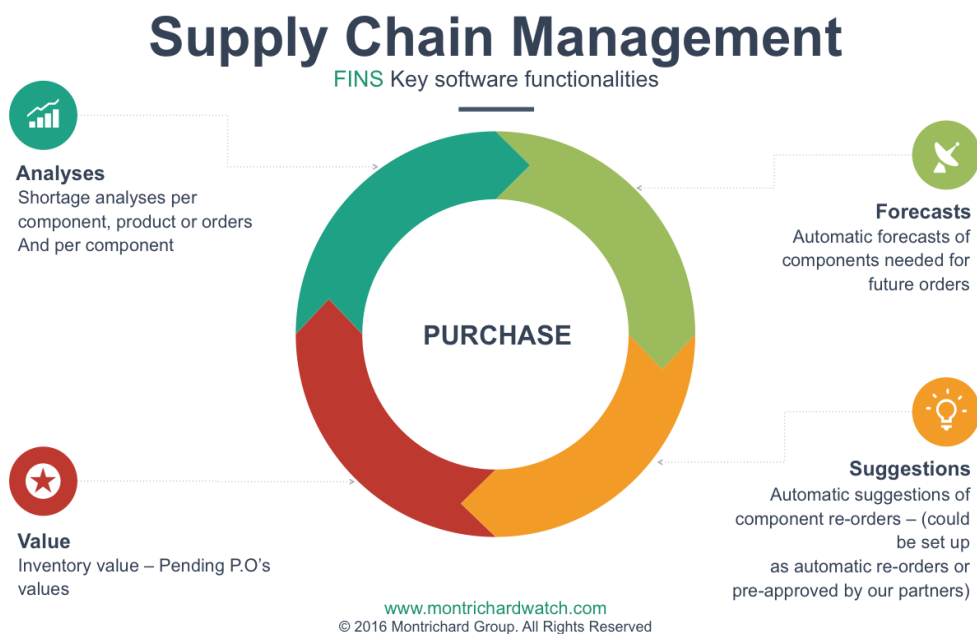 Supply Chain Management
FINS Key software functionalities
Analyses
Shortage analyses per
component, product or orders
And per component
Forecasts
Automatic forecasts of
components needed for
future orders
PURCHASE
Value
Inventory value – Pending P.O's
values
Suggestions
Automatic suggestions of
component re-orders – (could
be set up
as automatic re-orders or
pre-approved by our partners)
www.montrichardwatch.com
© 2016 Montrichard Group. All Rights Reserved